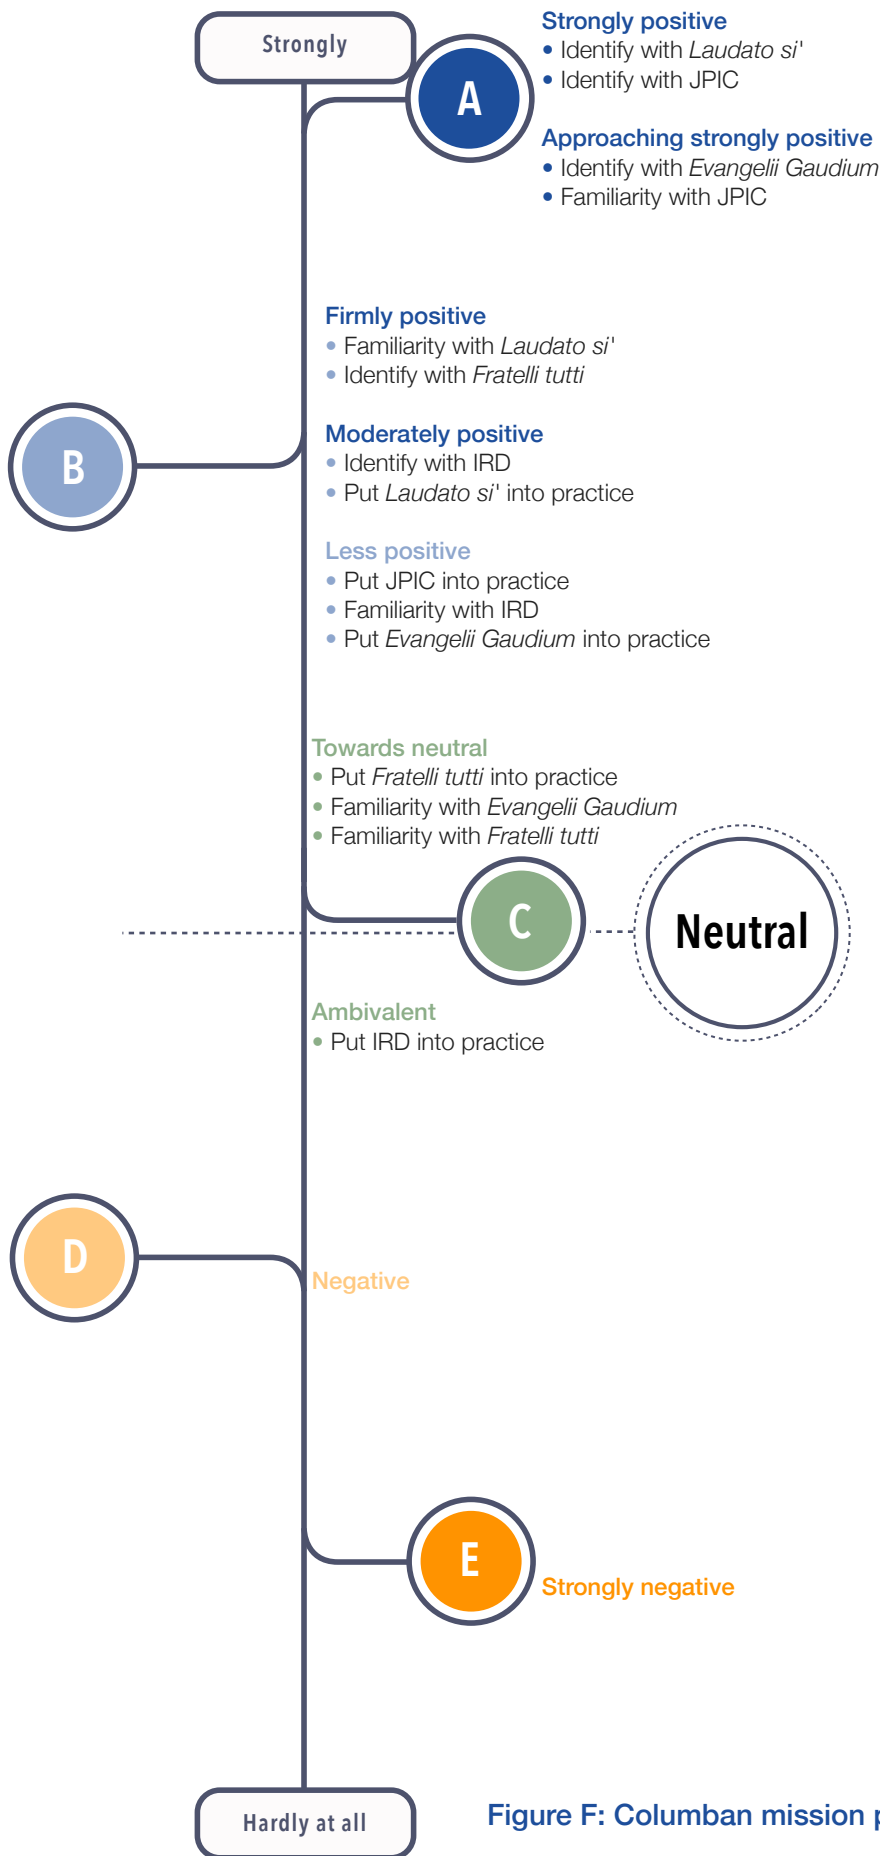 Strongly
A
Strongly positive
• Identify with Laudato si'
• Identify with JPIC
Approaching strongly positive
• Identify with Evangelii Gaudium
• Familiarity with JPIC
Firmly positive
• Familiarity with Laudato si'
• Identify with Fratelli tutti
B
Moderately positive
• Identify with IRD
• Put Laudato si' into practice
Less positive
• Put JPIC into practice
• Familiarity with IRD
• Put Evangelii Gaudium into practice
Towards neutral
• Put Fratelli tutti into practice
• Familiarity with Evangelii Gaudium
• Familiarity with Fratelli tutti
C
Neutral
Ambivalent
• Put IRD into practice
D
Negative
E
Strongly negative
Hardly at all
Figure F: Columban mission